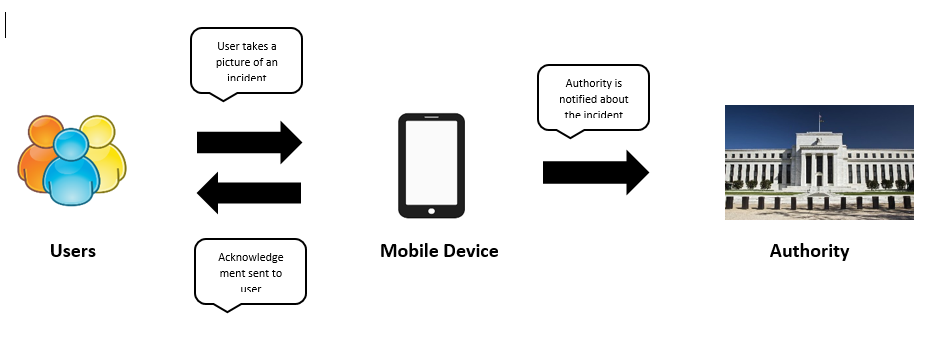 User takes a
picture of an
incident
Authority is
notified about
the incident
Users
Mobile Device
Authority
Acknowledge
ment sent to
user